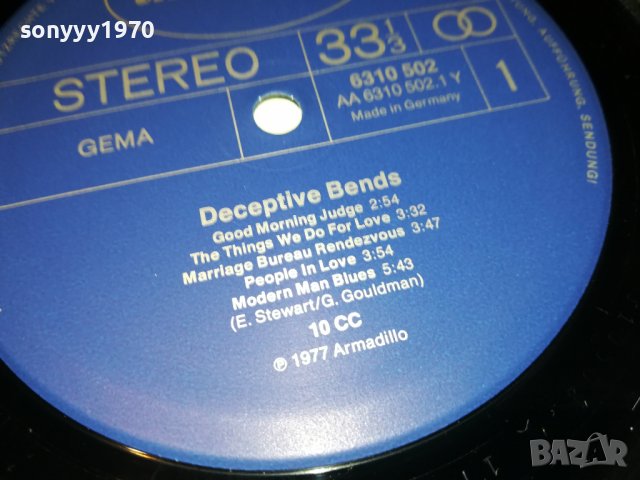 sonyyy1970
STEREO
33 1/3
GEMA
6310 502
AA 6310 502.1 Y
Made in Germany
1
AUFFÜHRUNG, SENDUNG!
Deceptive Bends
Good Morning Judge 2:54
The Things We Do For Love 3:32
Marriage Bureau Rendezvous 3:47
People in Love 3:54
Modern Man Blues 5:43
(E. Stewart/G. Gouldman)
10 CC
℗ 1977 Armadillo
BAZAR